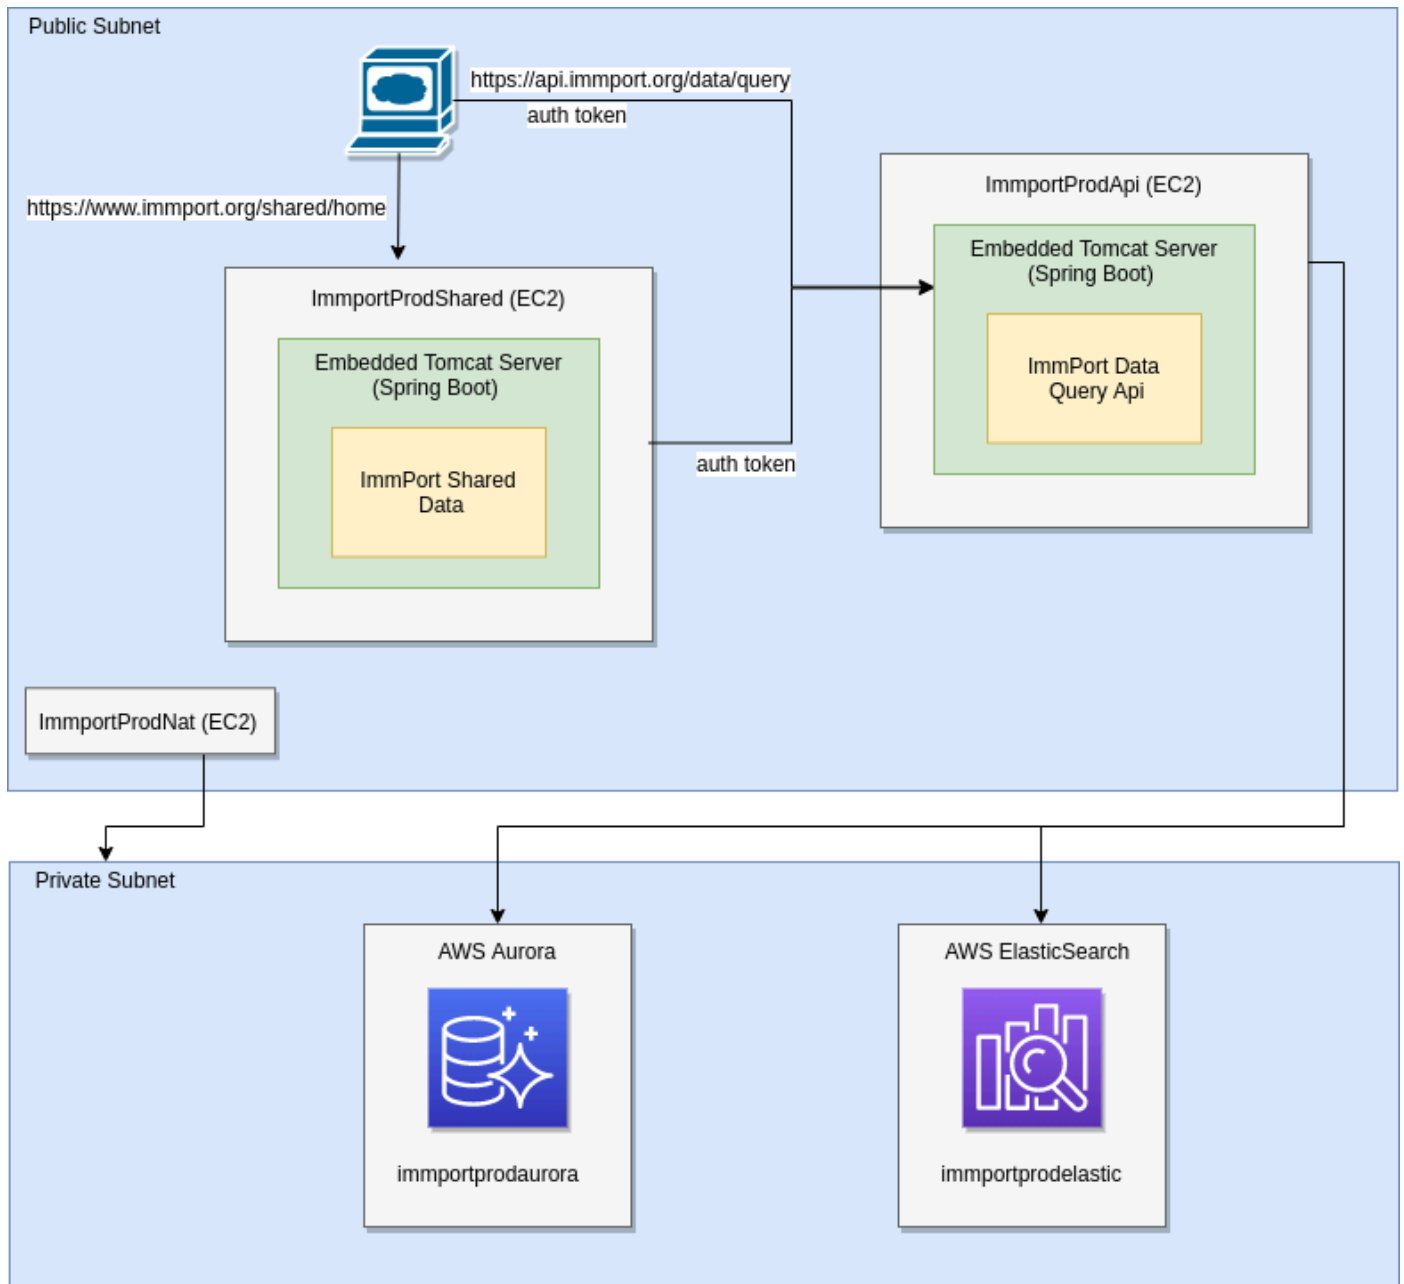 Public Subnet
https://api.immport.org/data/query
auth token
https://www.immport.org/shared/home
ImmportProdApi (EC2)
Embedded Tomcat Server
(Spring Boot)
ImmPort Data
Query Api
ImmportProdShared (EC2)
Embedded Tomcat Server
(Spring Boot)
ImmPort Shared
Data
auth token
ImmportProdNat (EC2)
Private Subnet
AWS Aurora
immportprodaurora
AWS ElasticSearch
immportprodelastic